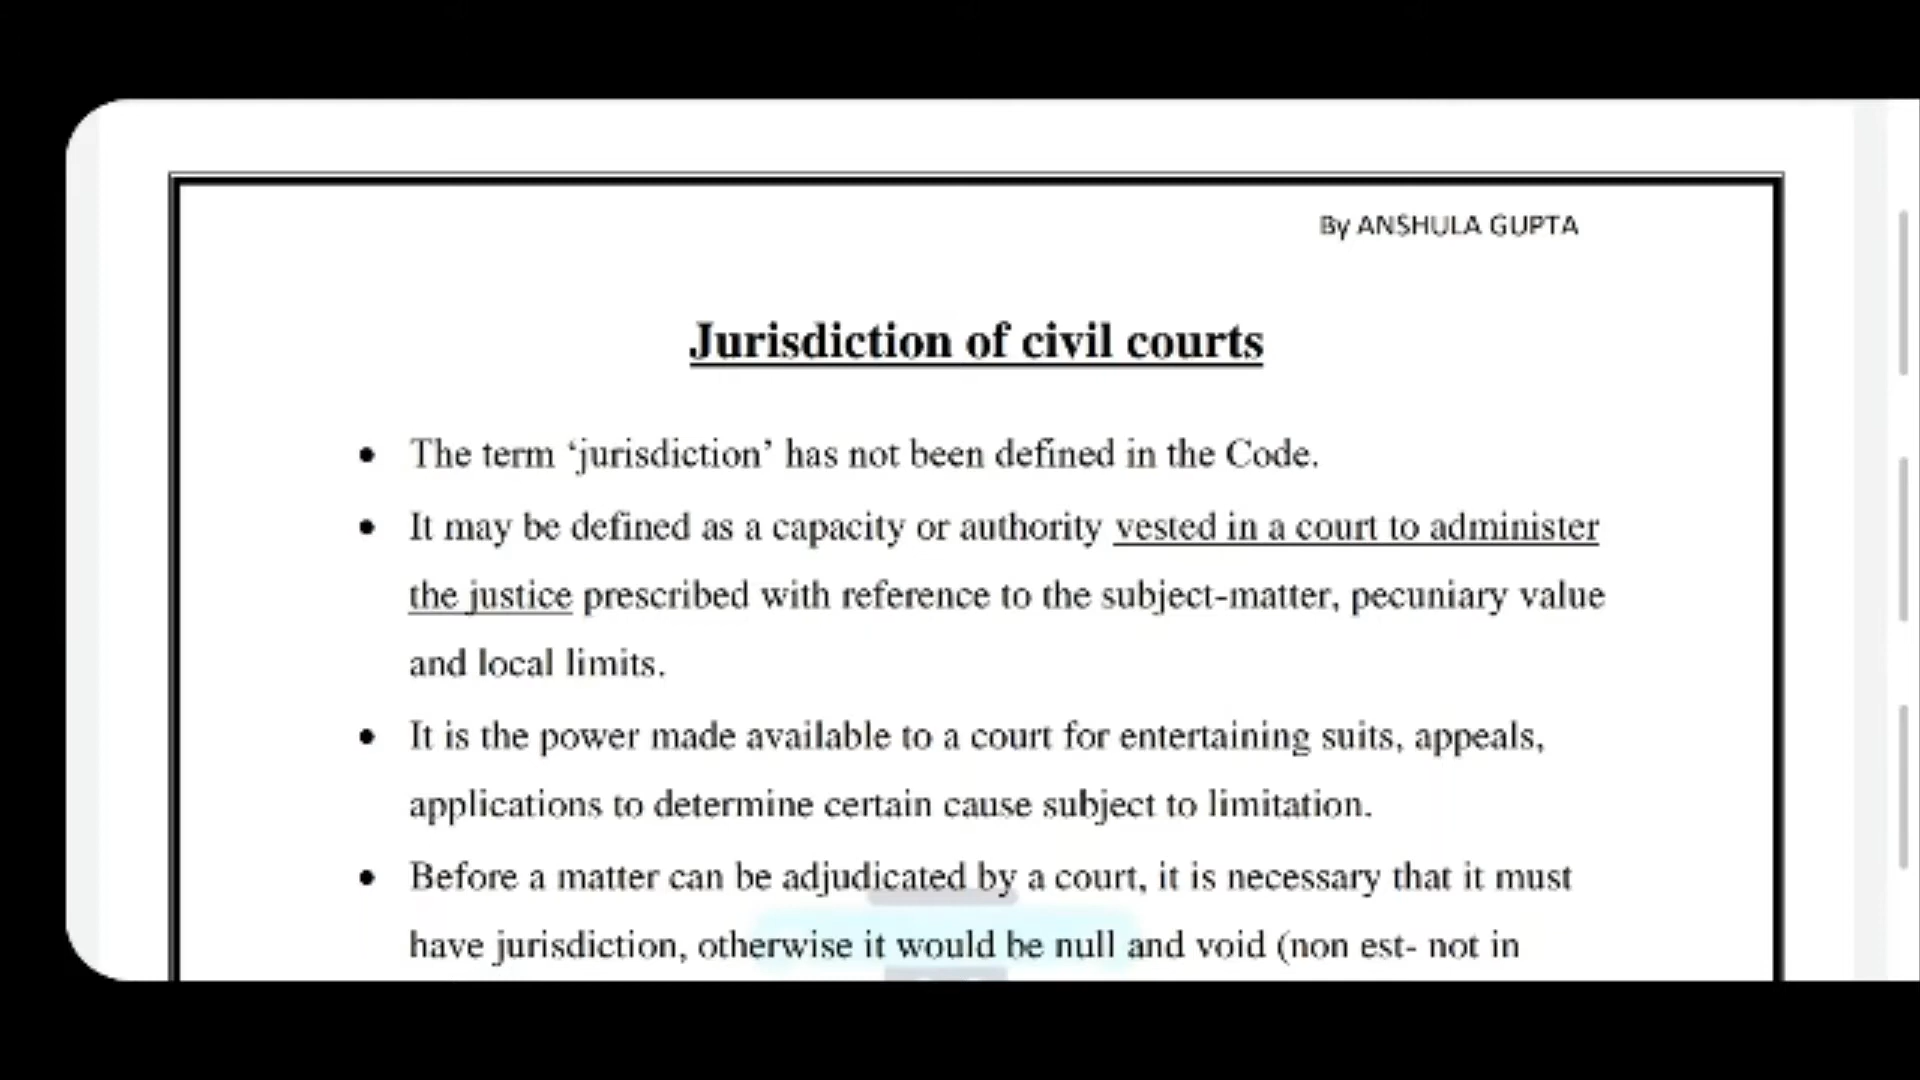 By ANSHULA GUPTA
Jurisdiction of civil courts
• The term ‘jurisdiction’ has not been defined in the Code.
• It may be defined as a capacity or authority vested in a court to administer
the justice prescribed with reference to the subject-matter, pecuniary value
and local limits.
• It is the power made available to a court for entertaining suits, appeals,
applications to determine certain cause subject to limitation.
• Before a matter can be adjudicated by a court, it is necessary that it must
have jurisdiction, otherwise it would be null and void (non est- not in